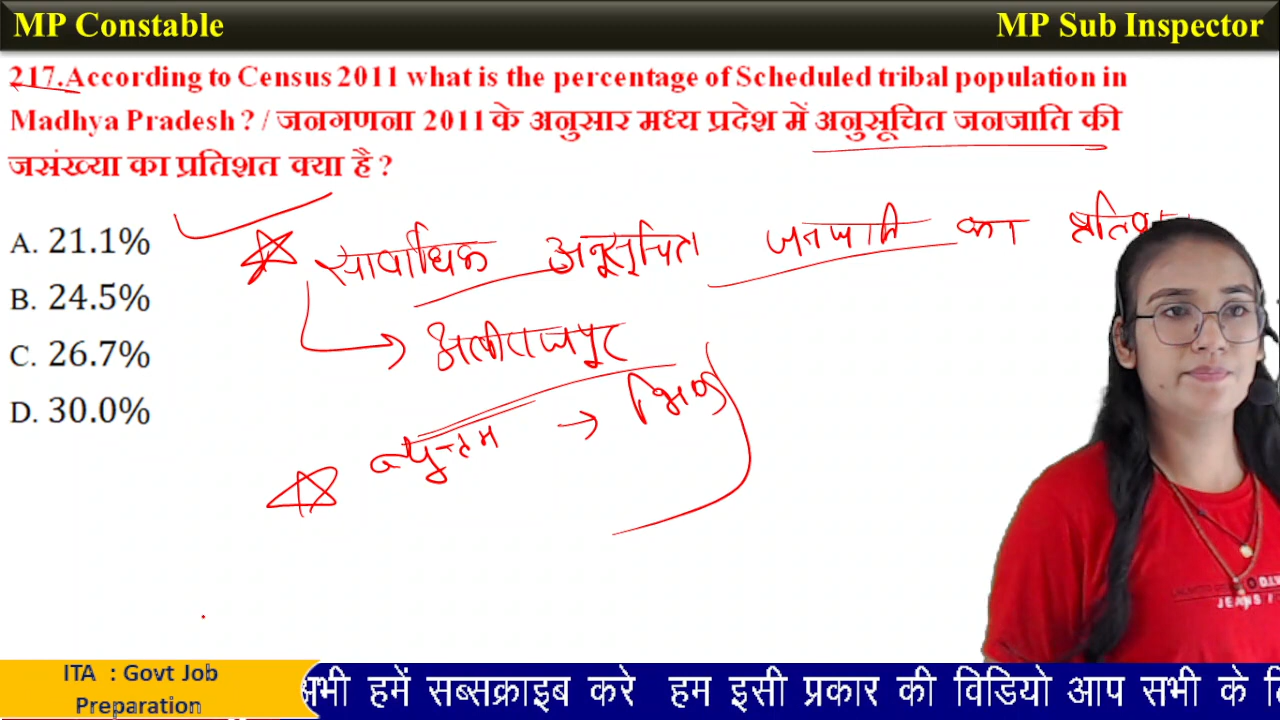 MP Constable
MP Sub Inspector
217.According to Census 2011 what is the percentage of Scheduled tribal population in
Madhya Pradesh ? / जनगणना 2011 के अनुसार मध्य प्रदेश में अनुसूचित जनजाति की
जसंख्या का प्रतिशत क्या है ?
A. 21.1%
B. 24.5%
C. 26.7%
D. 30.0%
सार्वाधिक अनुसूचित जनजाति का
अलीराजपुर
न्यूनतम → भिण्ड
ITA : Govt Job
Preparation
सभी हमें सब्सक्राइब करे हम इसी प्रकार की विडियो आप सभी के